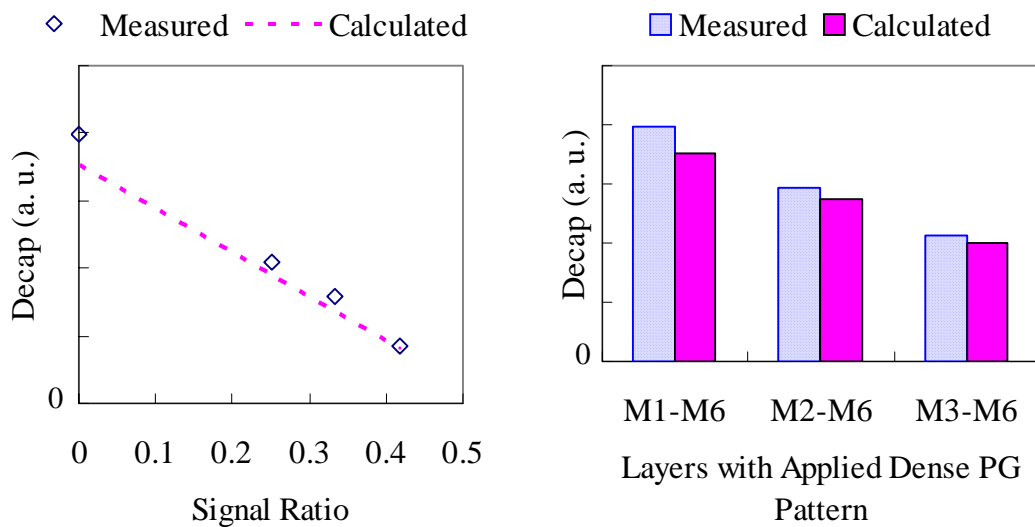 Measured Calculated
Decap (a. u.)
0
0 0.1 0.2 0.3 0.4 0.5
Signal Ratio
Measured Calculated
Decap (a. u.)
0
M1-M6 M2-M6 M3-M6
Layers with Applied Dense PG
Pattern